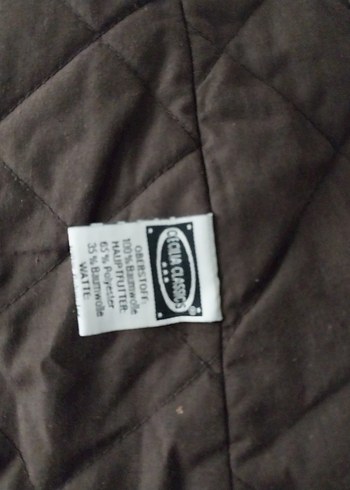 CECILIA CLASSICS
®
OBERSTOFF:
100% Baumwolle
HAUPTFUTTER:
65% Polyester
35% Baumwolle
WATTE: